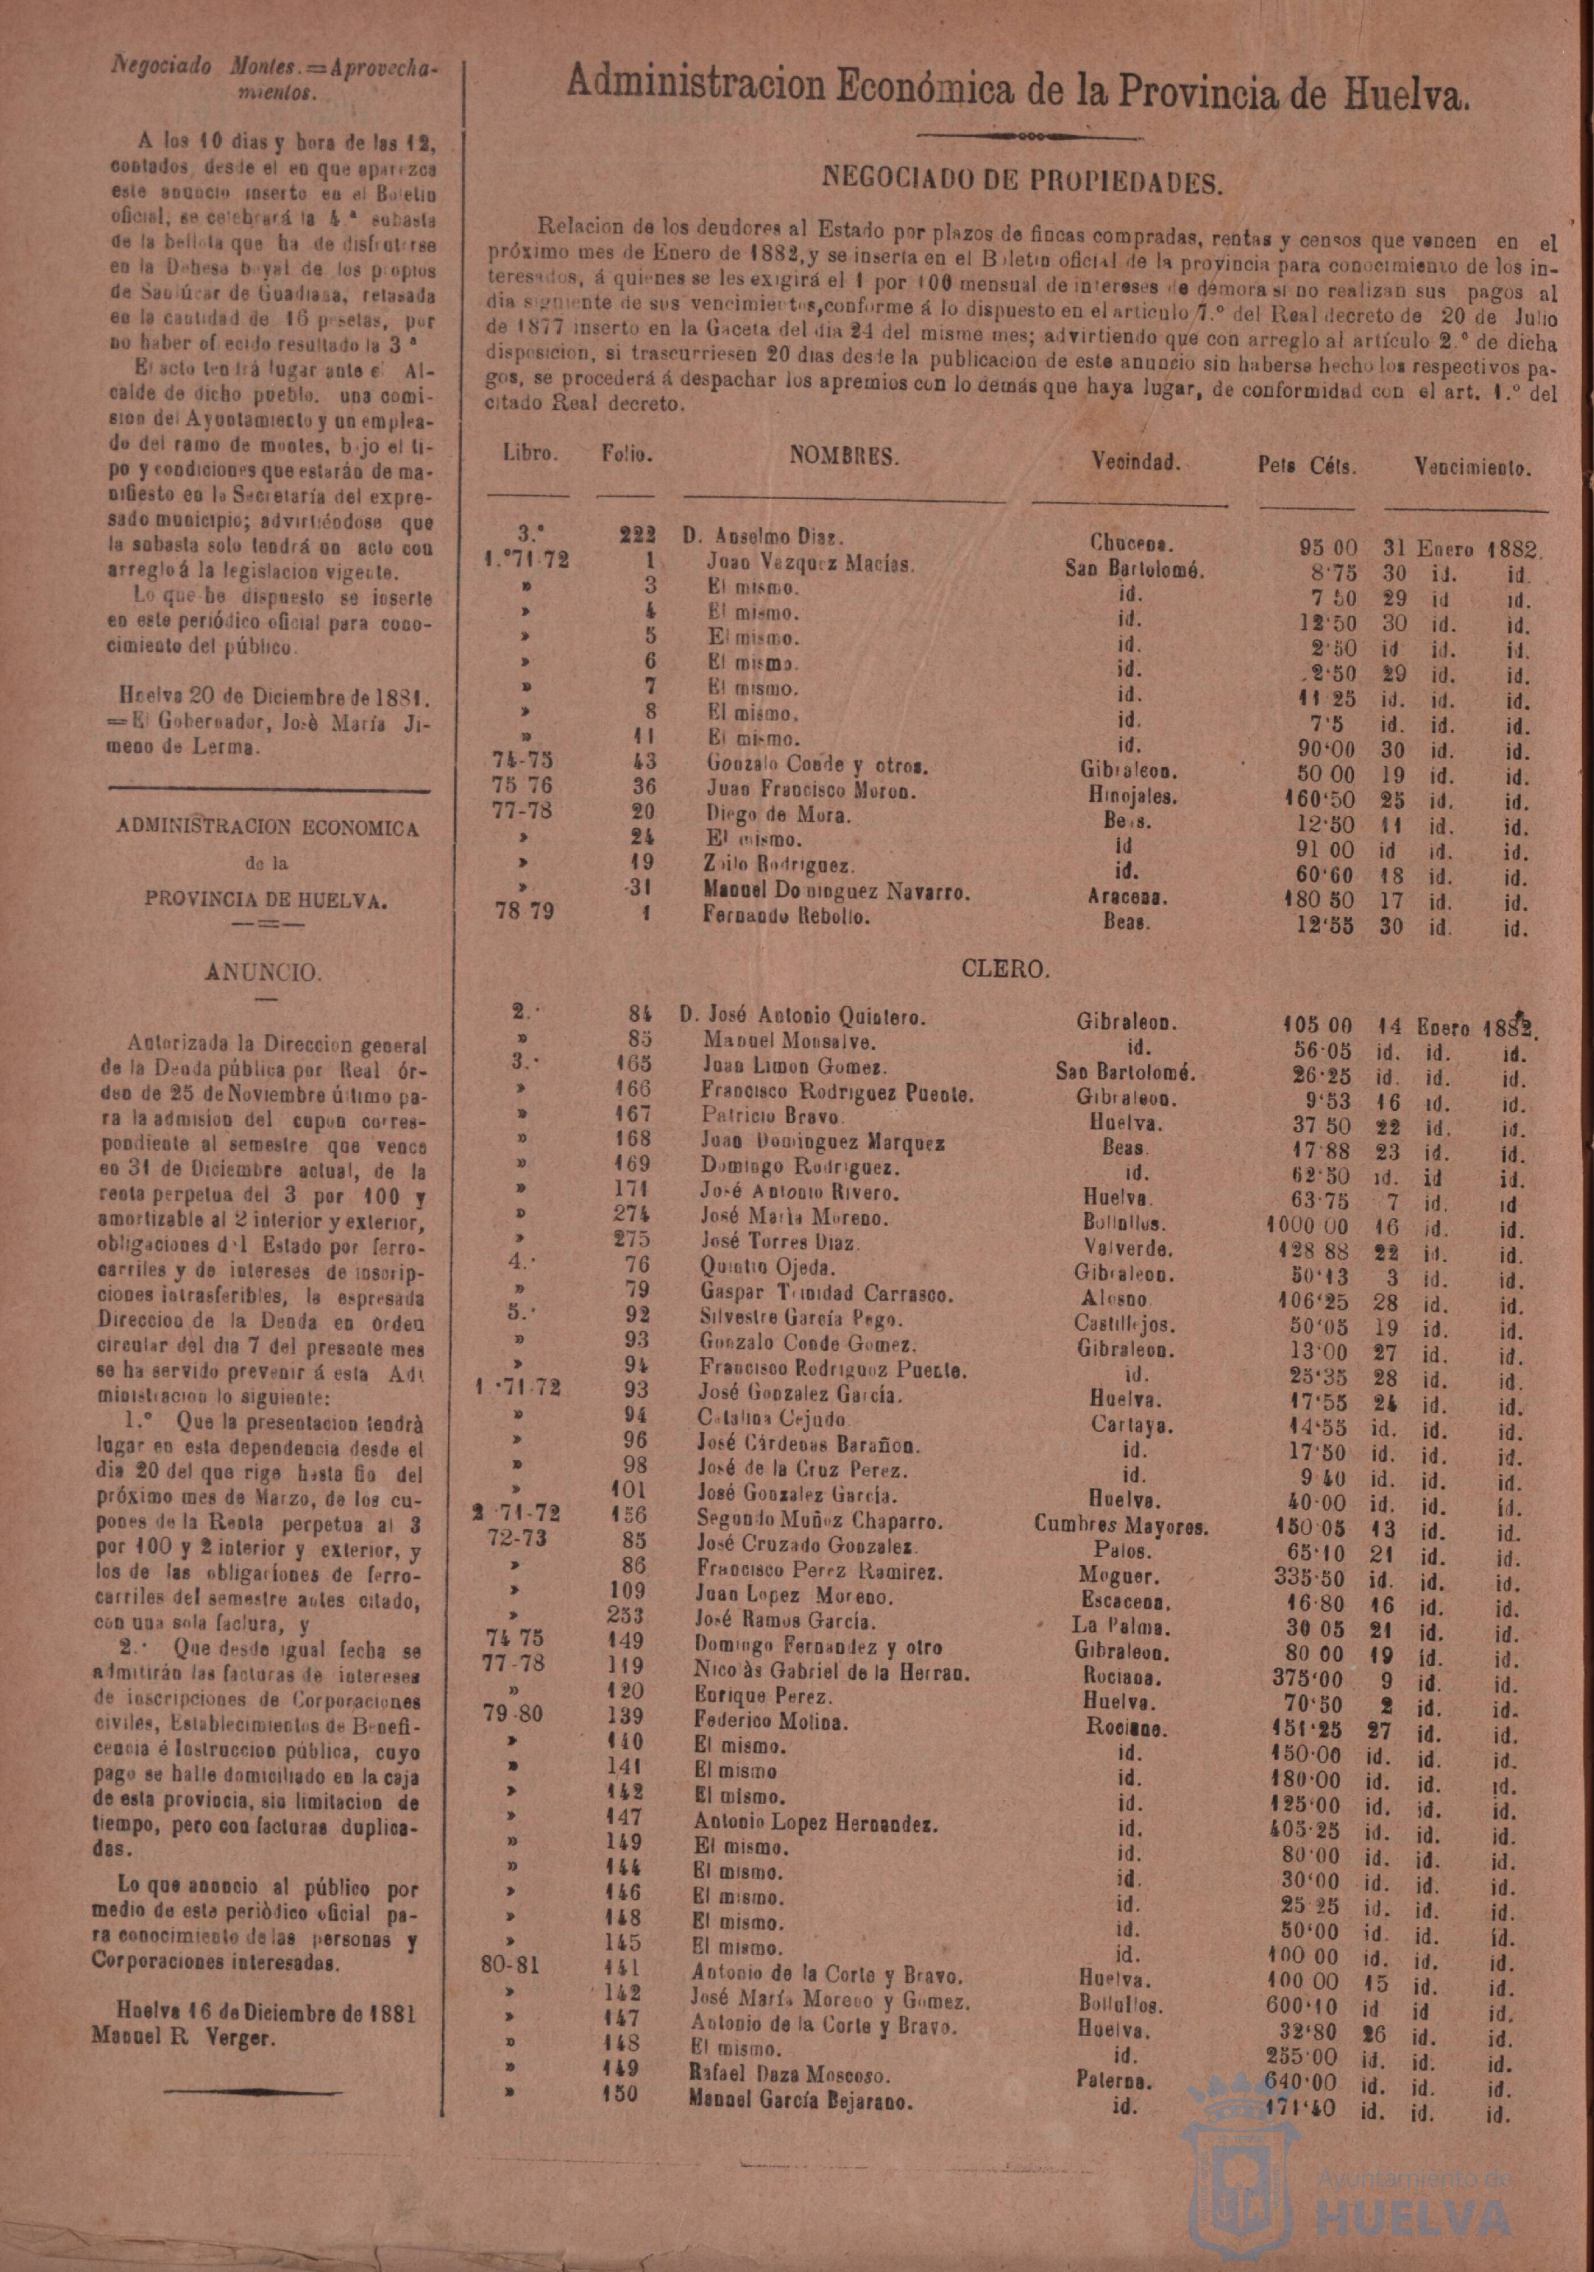 Negociado Montes.=Aprovecha-
mientos.
A los 10 dias y hora de las 12,
contados, desde el en que aparezca
este anuncio inserto en el Boletin
oficial, se celebrará la 4.ª subasta
de la bellota que ha de disfrutarse
en la Dehesa boyal de los propios
de Sanlúcar de Guadiana, retasada
en la cantidad de 16 pesetas, por
no haber ofrecido resultado la 3.ª
El acto tendrá lugar ante el Al-
calde de dicho pueblo, una comi-
sion del Ayuntamiento y un emplea-
do del ramo de montes, bajo el ti-
po y condiciones que estarán de ma-
nifiesto en la Secretaría del expre-
sado municipio; advirtiéndose que
la subasta solo tendrá un acto con
arreglo á la legislacion vigente.
Lo que he dispuesto se inserte
en este periódico oficial para cono-
cimiento del público.
Huelva 20 de Diciembre de 1881.
=El Gobernador, Josè María Ji-
meno de Lerma.
ADMINISTRACION ECONOMICA
de la
PROVINCIA DE HUELVA.
ANUNCIO.
Autorizada la Direccion general
de la Deuda pública por Real ór-
den de 25 de Noviembre último pa-
ra la admision del cupon corres-
pondiente al semestre que vence
en 31 de Diciembre actual, de la
renta perpetua del 3 por 100 y
amortizable al 2 interior y exterior,
obligaciones del Estado por ferro-
carriles y de intereses de inscrip-
ciones intrasferibles, la espresada
Direccion de la Deuda en órden
circular del dia 7 del presente mes
se ha servido prevenir á esta Ad
ministracion lo siguiente:
1.º Que la presentacion tendrà
lugar en esta dependencia desde el
dia 20 del que rige hasta fin del
próximo mes de Marzo, de los cu-
pones de la Renta perpetua al 3
por 100 y 2 interior y exterior, y
los de las obligaciones de ferro-
carriles del semestre antes citado,
con una sola factura, y
2.º Que desde igual fecha se
admitirán las facturas de intereses
de inscripciones de Corporaciones
civiles, Establecimientos de Benefi-
cencia é Instruccion pública, cuyo
pago se halle domiciliado en la caja
de esta provincia, sin limitacion de
tiempo, pero con facturas duplica-
das.
Lo que anuncio al público por
medio de este periòdico oficial pa-
ra conocimiento de las personas y
Corporaciones interesadas.
Huelva 16 de Diciembre de 1881
Manuel R Verger.
Administracion Económica de la Provincia de Huelva.
NEGOCIADO DE PROPIEDADES.
Relacion de los deudores al Estado por plazos de fincas compradas, rentas y censos que vencen en el
próximo mes de Enero de 1882, y se inserta en el Boletin oficial de la provincia para conocimiento de los in-
teresados, á quienes se les exigirá el 1 por 100 mensual de intereses de demora si no realizan sus pagos al
dia siguiente de sus vencimientos, conforme á lo dispuesto en el articulo 7.º del Real decreto de 20 de Julio
de 1877 inserto en la Gaceta del dia 24 del misme mes; advirtiendo que con arreglo al artículo 2.º de dicha
disposicion, si trascurriesen 20 dias desde la publicacion de este anuncio sin haberse hecho los respectivos pa-
gos, se procederá á despachar los apremios con lo demás que haya lugar, de conformidad con el art. 1.º del
citado Real decreto.
Libro. Folio. NOMBRES. Vecindad. Pets Céts. Vencimiento.
3.º 222 D. Anselmo Diaz. Chucena. 95 00 31 Enero 1882.
1.º 71-72 1 Juan Vazquez Macías. San Bartolomé. 8'75 30 id. id.
» 3 El mismo. id. 7 50 29 id id.
» 4 El mismo. id. 12'50 30 id. id.
» 5 El mismo. id. 2'50 id id. id.
» 6 El mismo. id. 2'50 29 id. id.
» 7 El mismo. id. 11 25 id. id. id.
» 8 El mismo. id. 7'5 id. id. id.
» 11 El mismo. id. 90'00 30 id. id.
74-75 43 Gonzalo Conde y otros. Gibraleon. 50 00 19 id. id.
75 76 36 Juan Francisco Moron. Hinojales. 160'50 25 id. id.
77-78 20 Diego de Mora. Beas. 12'50 11 id. id.
» 24 El mismo. id 91 00 id id. id.
» 19 Zoilo Rodriguez. id. 60'60 18 id. id.
» 31 Manuel Dominguez Navarro. Aracena. 180 50 17 id. id.
78 79 1 Fernando Rebollo. Beas. 12'55 30 id. id.
CLERO.
2.º 84 D. José Antonio Quintero. Gibraleon. 105 00 14 Enero 1882.
» 85 Manuel Monsalve. id. 56·05 id. id. id.
3.º 165 Juan Limon Gomez. San Bartolomé. 26·25 id. id. id.
» 166 Francisco Rodriguez Puente. Gibraleon. 9'53 16 id. id.
» 167 Patricio Bravo. Huelva. 37 50 22 id. id.
» 168 Juan Dominguez Marquez Beas. 17·88 23 id. id.
» 169 Domingo Rodriguez. id. 62·50 id. id id.
» 171 José Antonio Rivero. Huelva. 63·75 7 id. id
» 274 José Maria Moreno. Bollullus. 1000 00 16 id. id.
» 275 José Torres Diaz. Valverde. 128 88 22 id. id.
4.º 76 Quintin Ojeda. Gibraleon. 50'13 3 id. id.
» 79 Gaspar Trinidad Carrasco. Alosno. 106'25 28 id. id.
5.º 92 Silvestre García Pego. Castillejos. 50'05 19 id. id.
» 93 Gonzalo Conde Gomez. Gibraleon. 13'00 27 id. id.
» 94 Francisco Rodriguez Puente. id. 25'35 28 id. id.
1.º 71-72 93 José Gonzalez García. Huelva. 17'55 24 id. id.
» 94 Catalina Cejudo. Cartaya. 14'55 id. id. id.
» 96 José Cárdenas Barañon. id. 17'50 id. id. id.
» 98 José de la Cruz Perez. id. 9 40 id. id. id.
» 101 José Gonzalez García. Huelva. 40·00 id. id. id.
2.º 71-72 156 Segundo Muñoz Chaparro. Cumbres Mayores. 150 05 13 id. id.
72-73 85 José Cruzado Gonzalez. Palos. 65·10 21 id. id.
» 86 Francisco Perez Ramirez. Moguer. 335·50 id. id. id.
» 109 Juan Lopez Moreno. Escacena. 16·80 16 id. id.
» 253 José Ramos García. La Palma. 30 05 21 id. id.
74 75 149 Domingo Fernandez y otro Gibraleon. 80 00 19 id. id.
77-78 119 Nicolàs Gabriel de la Herran. Rociana. 375'00 9 id. id.
» 120 Enrique Perez. Huelva. 70'50 2 id. id.
79-80 139 Federico Molina. Rociana. 151'25 27 id. id.
» 140 El mismo. id. 150·00 id. id. id.
» 141 El mismo id. 180·00 id. id. id.
» 142 El mismo. id. 125'00 id. id. id.
» 147 Antonio Lopez Hernandez. id. 405·25 id. id. id.
» 149 El mismo. id. 80'00 id. id. id.
» 144 El mismo. id. 30'00 id. id. id.
» 146 El mismo. id. 25 25 id. id. id.
» 148 El mismo. id. 50'00 id. id. id.
» 145 El mismo. id. 100 00 id. id. id.
80-81 141 Antonio de la Corte y Bravo. Huelva. 100 00 15 id. id.
» 142 José María Moreno y Gomez. Bollullos. 600·10 id id id.
» 147 Antonio de la Corte y Bravo. Huelva. 32'80 26 id. id.
» 148 El mismo. id. 255'00 id. id. id.
» 149 Rafael Daza Moscoso. Paterna. 640·00 id. id. id.
» 150 Manuel García Bejarano. id. 171'40 id. id. id.
Ayuntamiento de
HUELVA